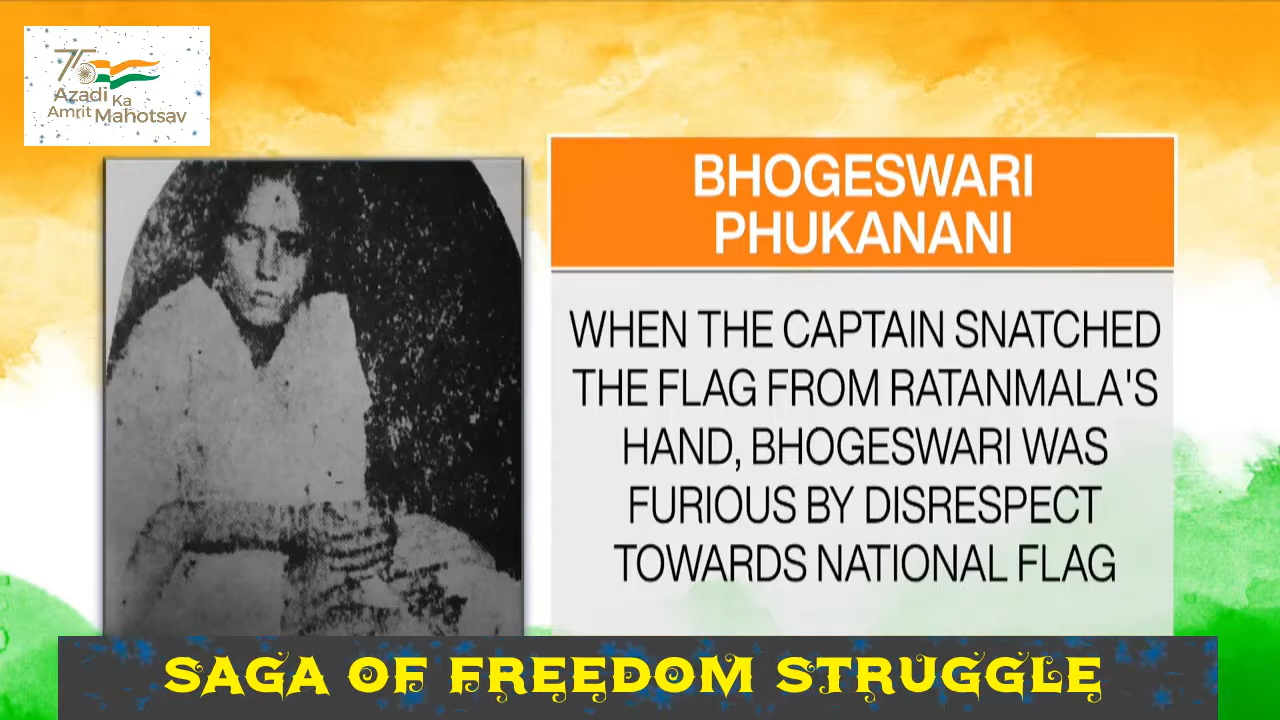 75
Azadi Ka
Amrit Mahotsav
BHOGESWARI
PHUKANANI
WHEN THE CAPTAIN SNATCHED
THE FLAG FROM RATANMALA'S
HAND, BHOGESWARI WAS
FURIOUS BY DISRESPECT
TOWARDS NATIONAL FLAG
SAGA OF FREEDOM STRUGGLE